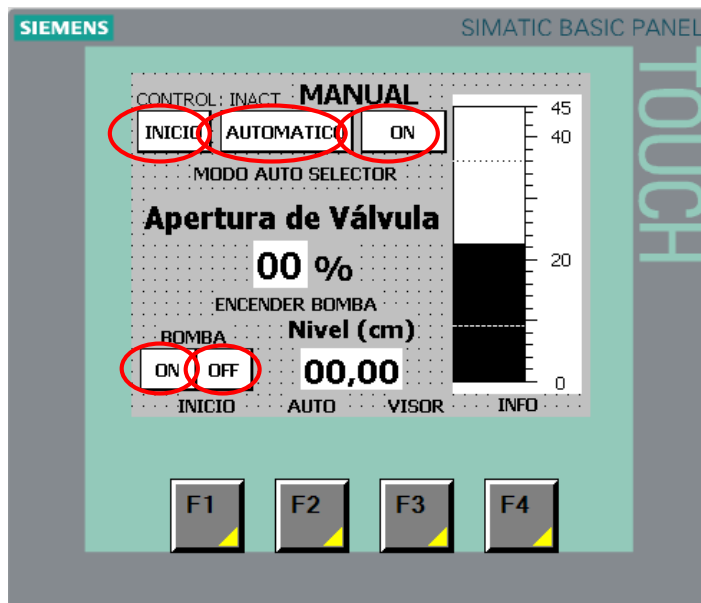 SIEMENS
SIMATIC BASIC PANEL
TOUCH
CONTROL: INACT MANUAL
INICIO AUTOMATICO ON
MODO AUTO SELECTOR
Apertura de Válvula
00 %
ENCENDER BOMBA
BOMBA Nivel (cm)
ON OFF 00,00
45
40
20
0
INICIO AUTO VISOR INFO
F1 F2 F3 F4